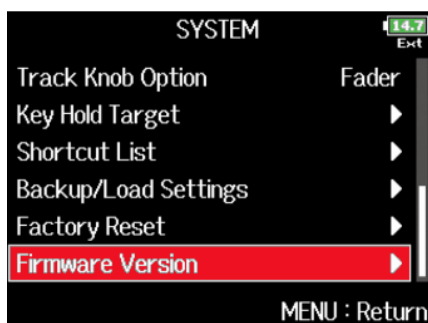 SYSTEM
14.7
Ext
Track Knob Option Fader
Key Hold Target
Shortcut List
Backup/Load Settings
Factory Reset
Firmware Version
MENU : Return